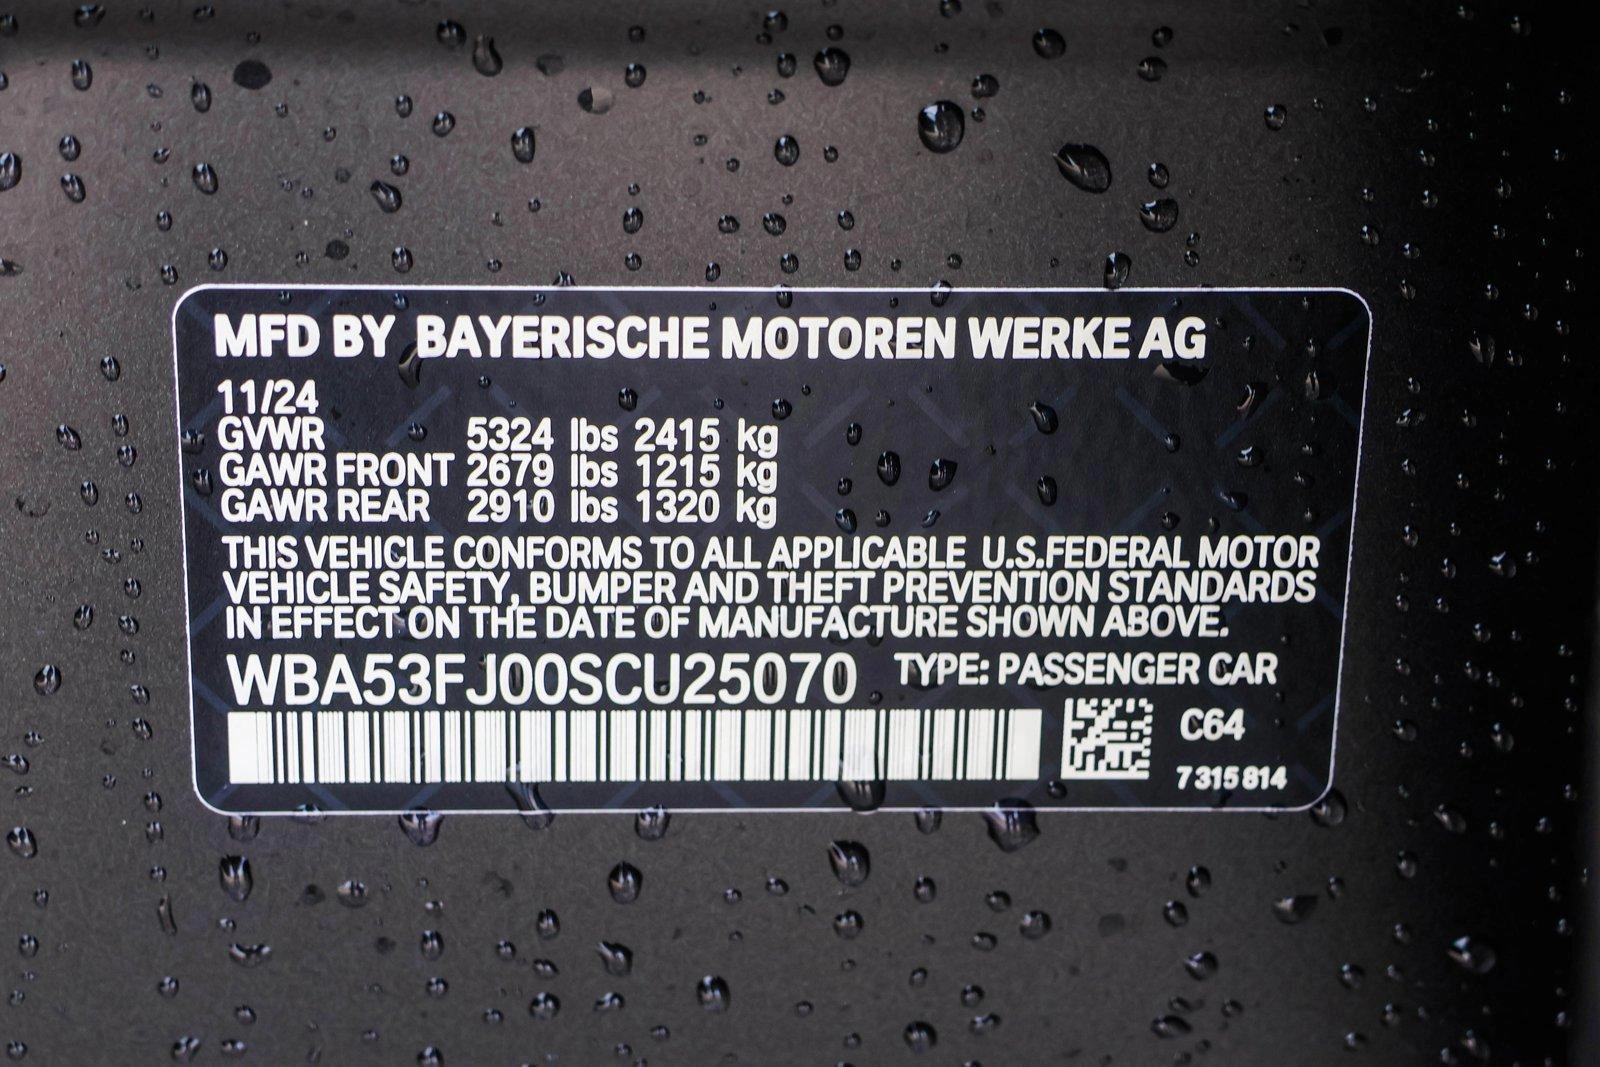 MFD BY BAYERISCHE MOTOREN WERKE AG
11/24
GVWR 5324 lbs 2415 kg
GAWR FRONT 2679 lbs 1215 kg
GAWR REAR 2910 lbs 1320 kg
THIS VEHICLE CONFORMS TO ALL APPLICABLE U.S.FEDERAL MOTOR
VEHICLE SAFETY, BUMPER AND THEFT PREVENTION STANDARDS
IN EFFECT ON THE DATE OF MANUFACTURE SHOWN ABOVE.
WBA53FJ00SCU25070 TYPE: PASSENGER CAR
C64
7 315 814